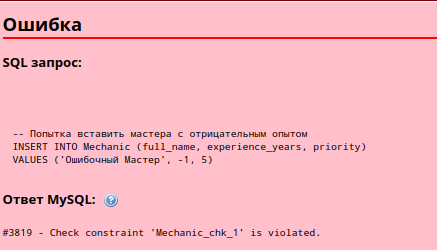 Ошибка
SQL запрос:
-- Попытка вставить мастера с отрицательным опытом
INSERT INTO Mechanic (full_name, experience_years, priority)
VALUES ('Ошибочный Мастер', -1, 5)
Ответ MySQL:
#3819 - Check constraint 'Mechanic_chk_1' is violated.